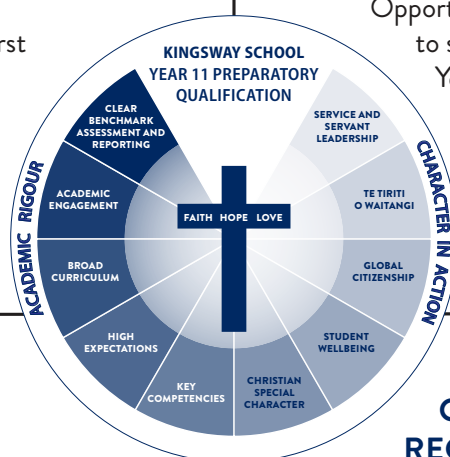 Opport
rst
to s
Y
KINGSWAY SCHOOL
YEAR 11 PREPARATORY
QUALIFICATION
CLEAR
BENCHMARK
ASSESSMENT AND
REPORTING
SERVICE AND
SERVANT
LEADERSHIP
ACADEMIC RIGOUR
CHARACTER IN ACTION
ACADEMIC
ENGAGEMENT
TE TIRITI
O WAITANGI
FAITH HOPE LOVE
BROAD
CURRICULUM
GLOBAL
CITIZENSHIP
HIGH
EXPECTATIONS
STUDENT
WELLBEING
KEY
COMPETENCIES
CHRISTIAN
SPECIAL
CHARACTER
REC